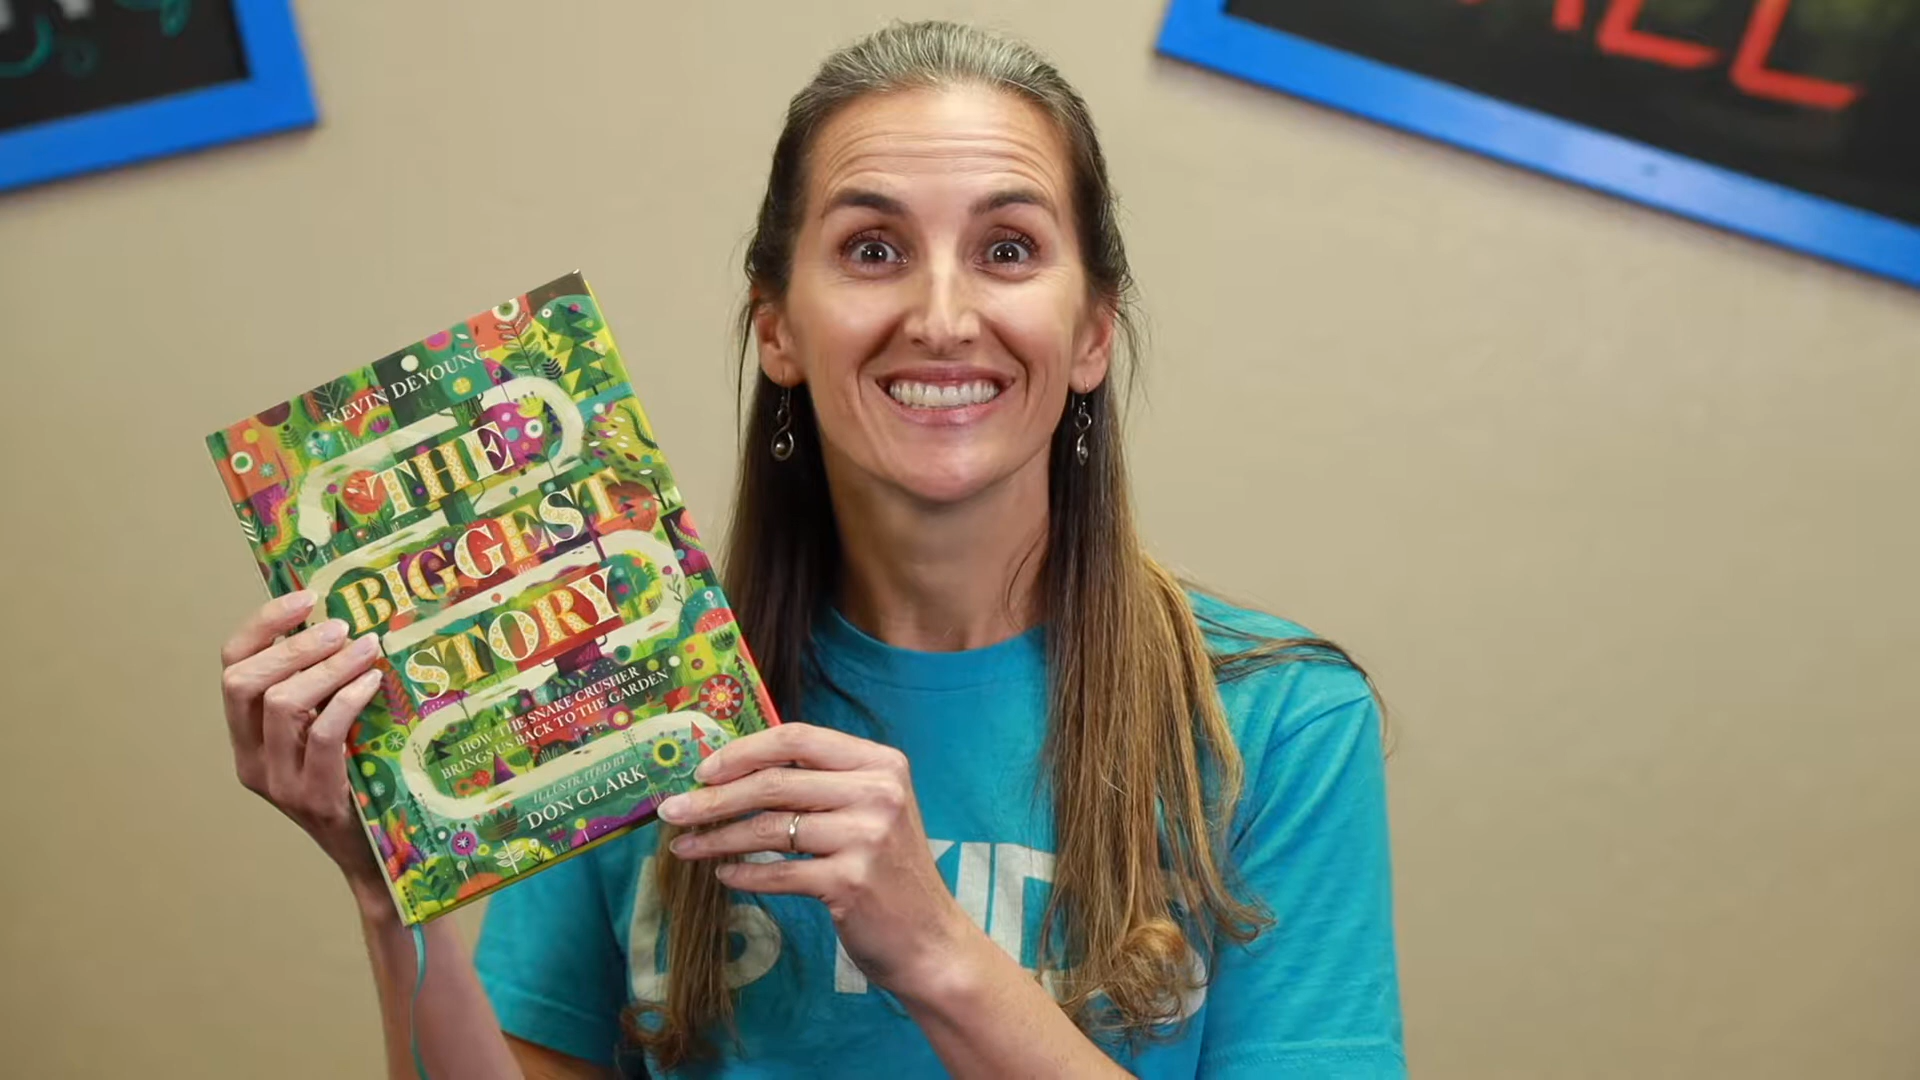 KEVIN DEYOUNG
THE
BIGGEST
STORY
HOW THE SNAKE CRUSHER
BRINGS US BACK TO THE GARDEN
ILLUSTRATED BY
DON CLARK